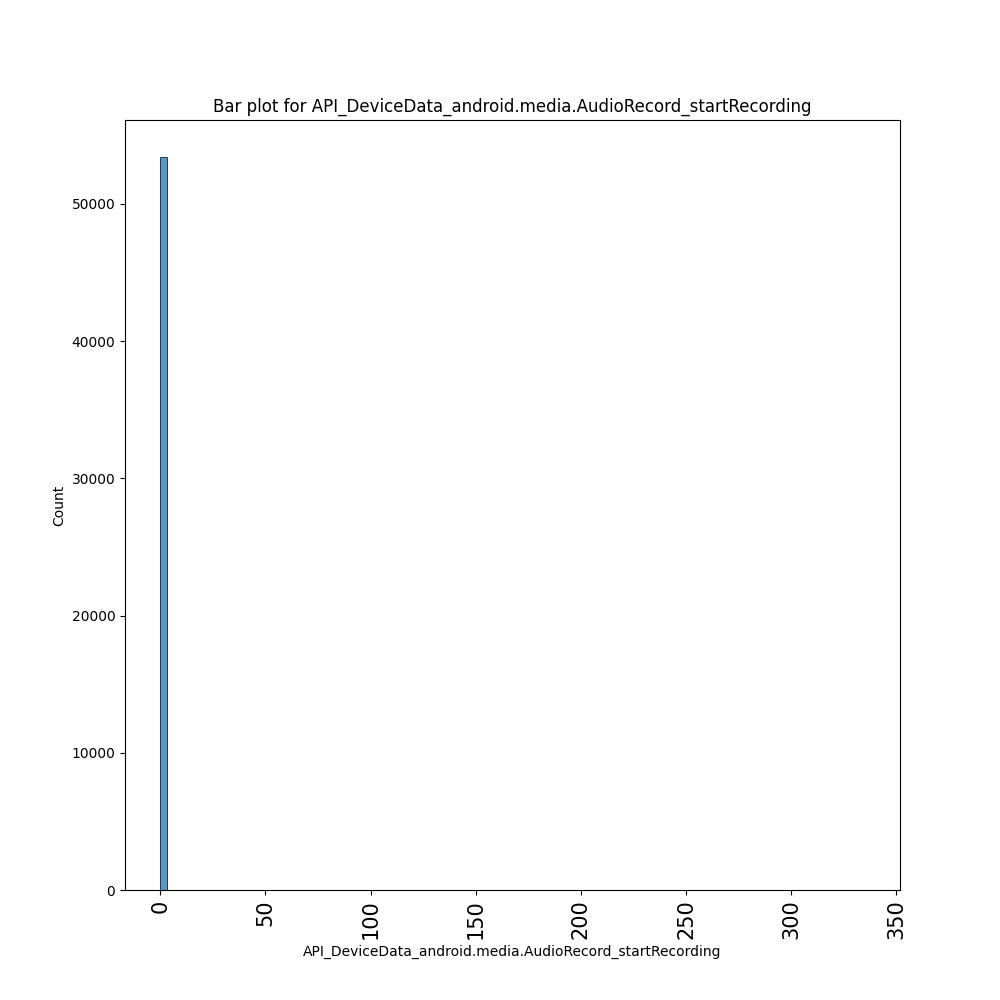 Bar plot for API_DeviceData_android.media.AudioRecord_startRecording
50000
40000
30000
20000
10000
0
Count
0 50 100 150 200 250 300 350
API_DeviceData_android.media.AudioRecord_startRecording